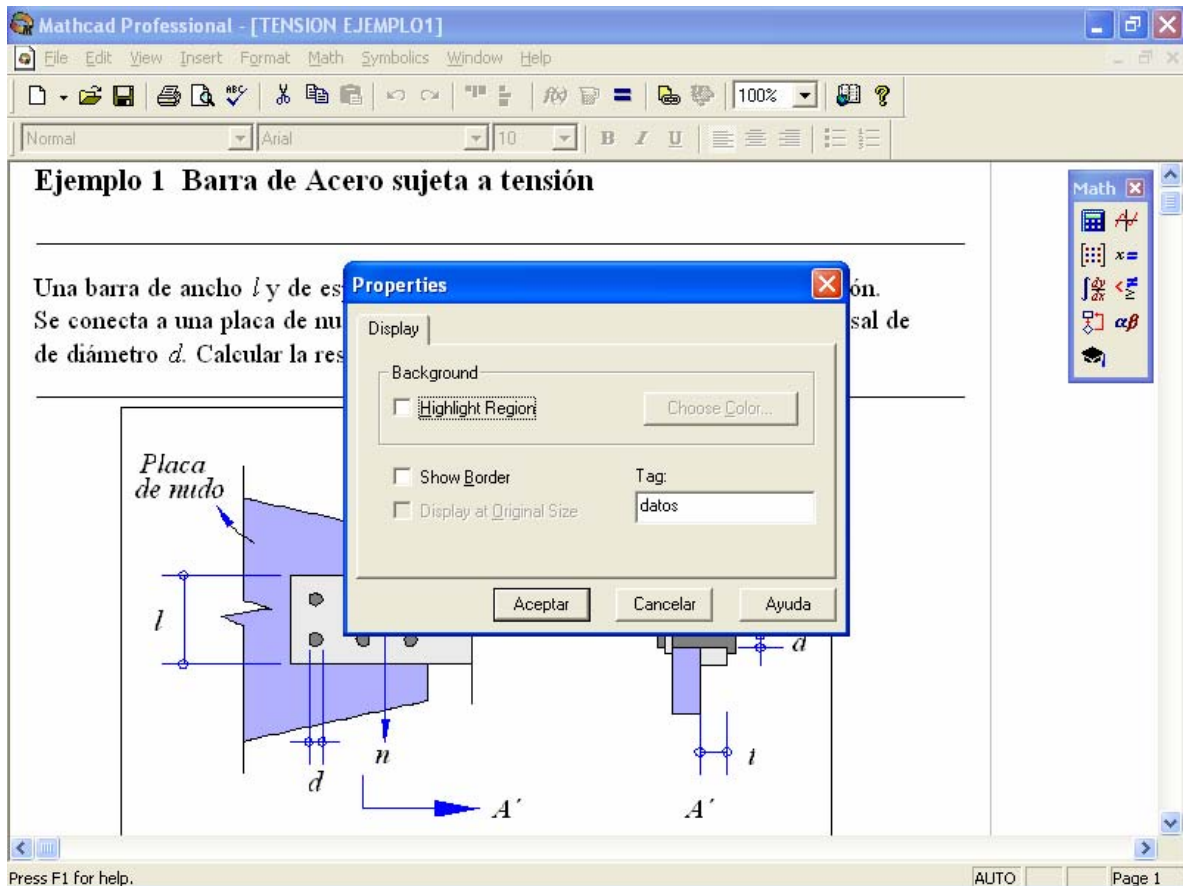 Mathcad Professional - [TENSION EJEMPLO1]
File Edit View Insert Format Math Symbolics Window Help
100%
Normal Arial 10 B I U
Ejemplo 1 Barra de Acero sujeta a tensión
Math
Una barra de ancho l y de es
ón.
Se conecta a una placa de nu
sal de
de diámetro d. Calcular la res
Properties
Display
Background
Highlight Region
Choose Color...
Show Border
Tag:
Display at Original Size
datos
Aceptar Cancelar Ayuda
Placa
de nudo
l
d
n
d
t
A´
A´
Press F1 for help.
AUTO
Page 1